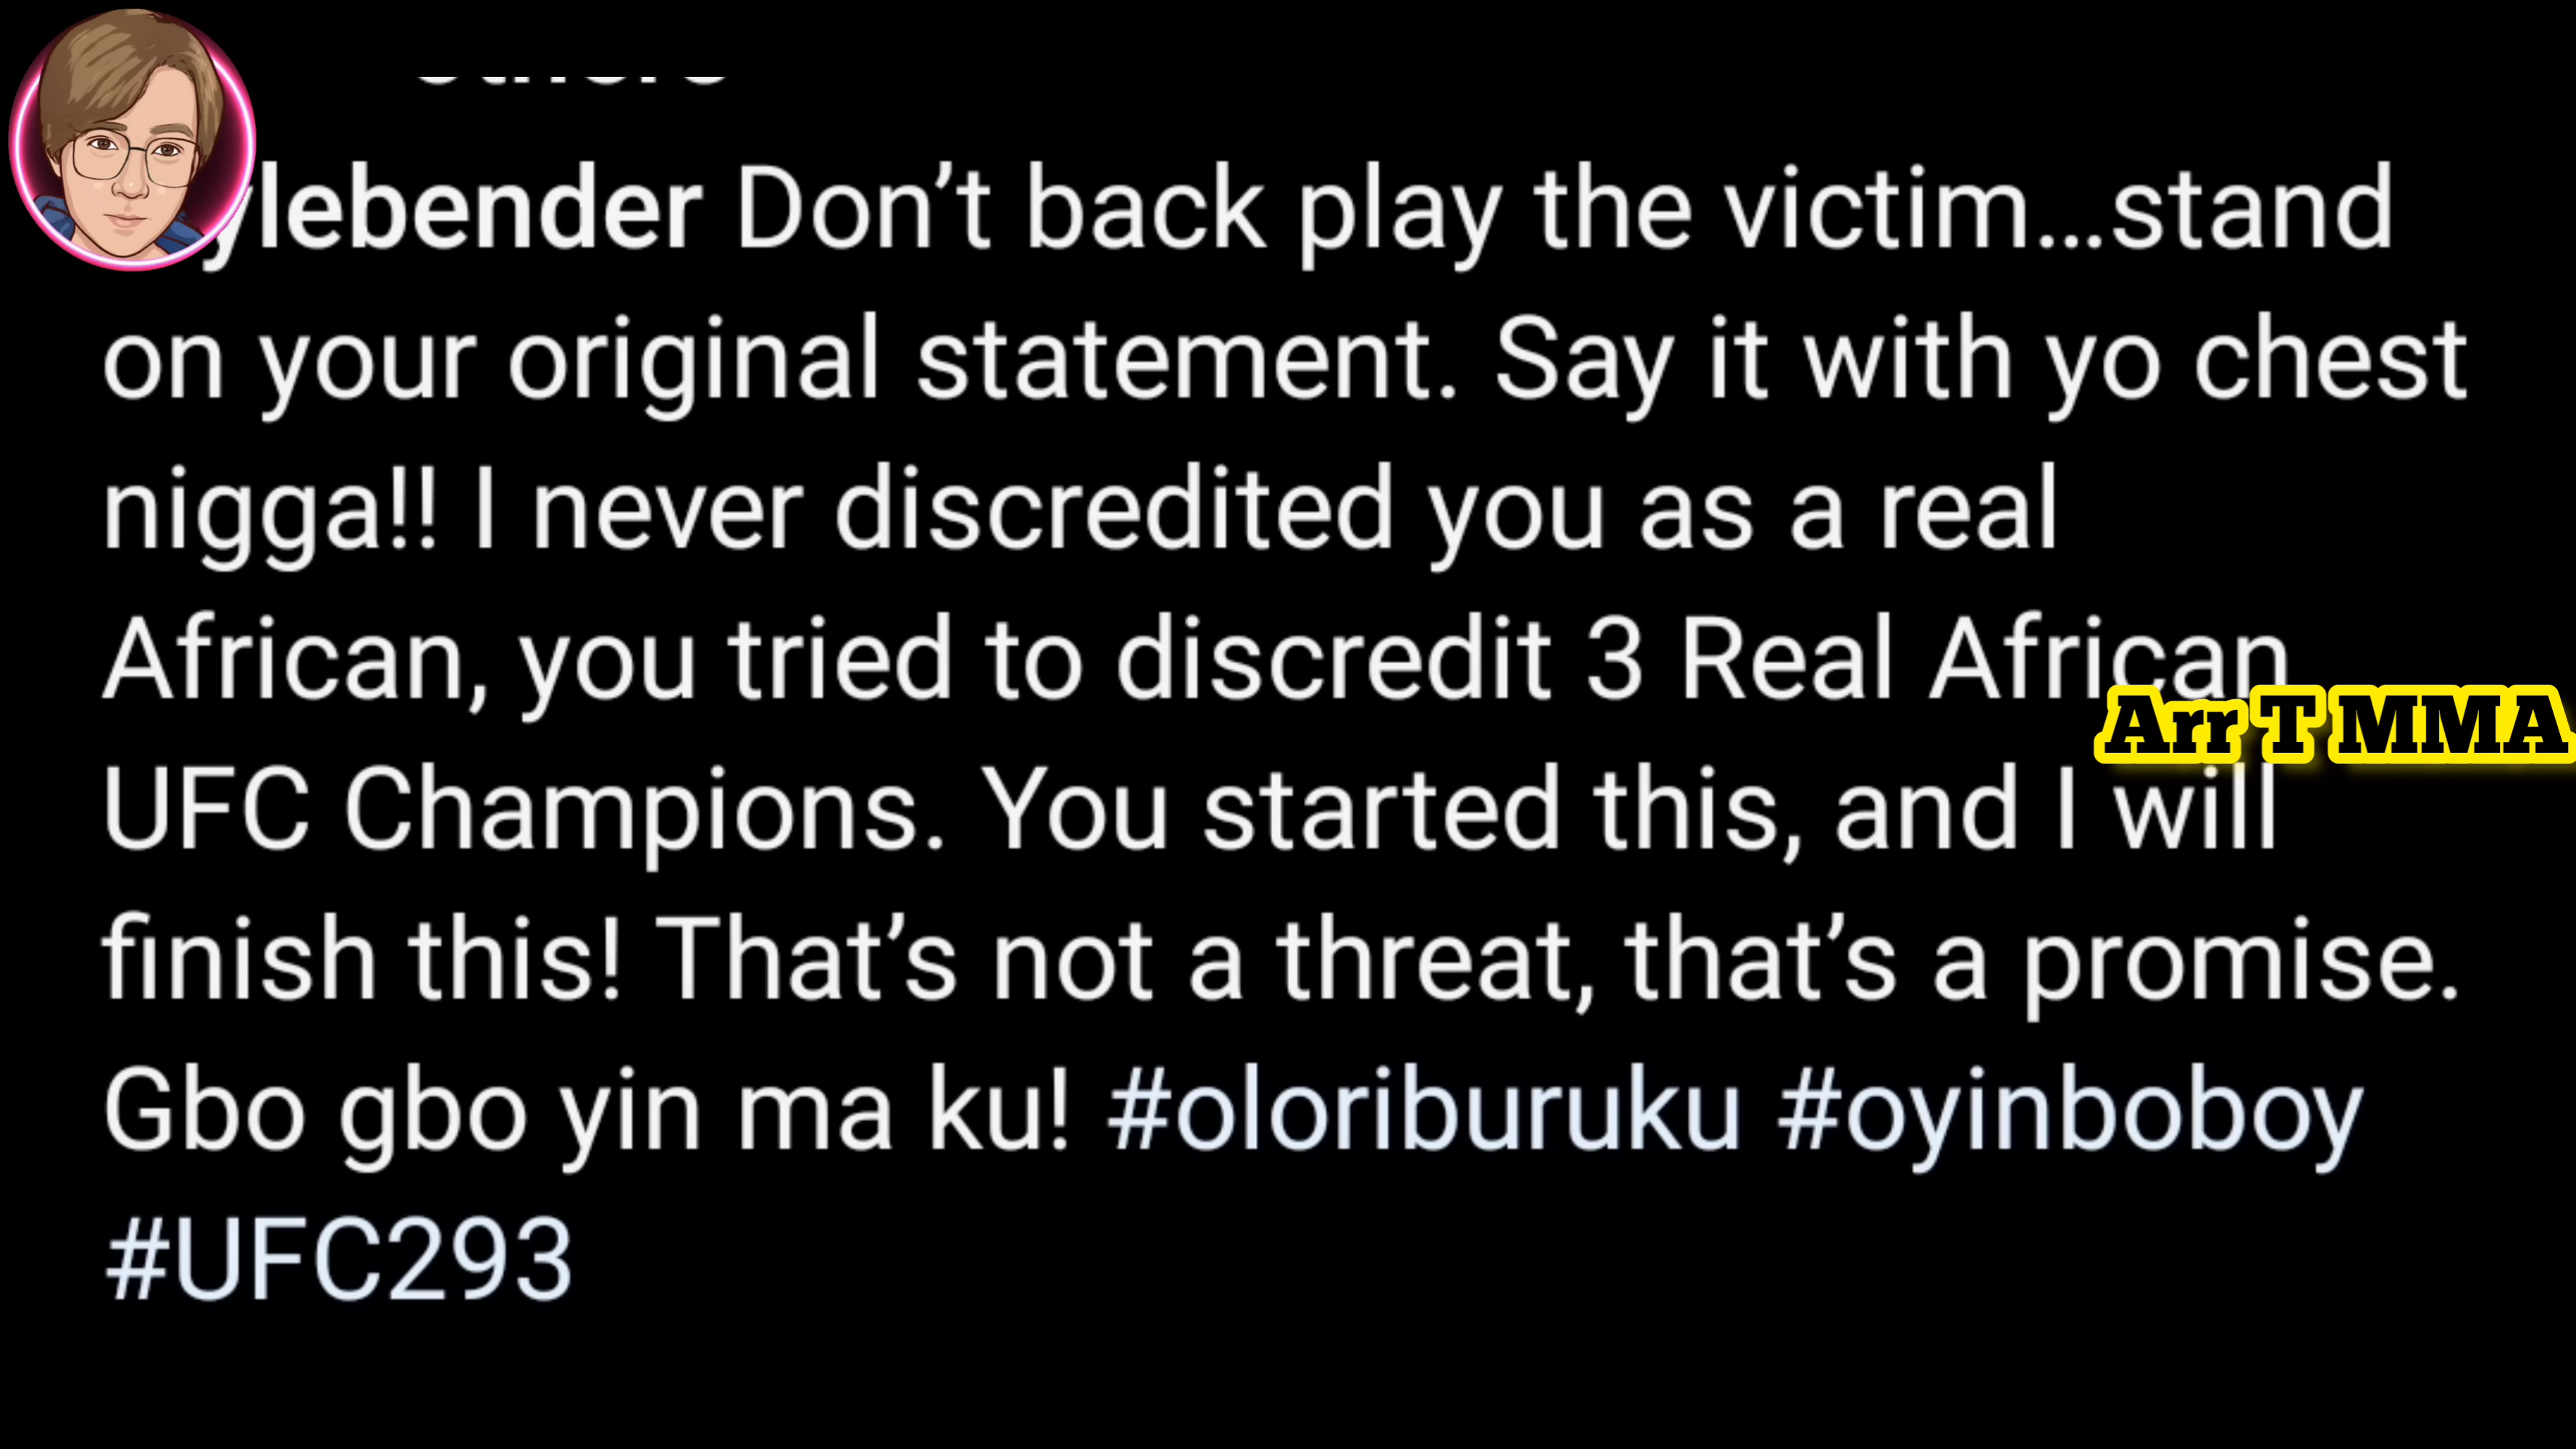 ylebender Don’t back play the victim...stand
on your original statement. Say it with yo chest
nigga!! I never discredited you as a real
African, you tried to discredit 3 Real African
Arr T MMA
UFC Champions. You started this, and I will
finish this! That’s not a threat, that’s a promise.
Gbo gbo yin ma ku! #oloriburuku #oyinboboy
#UFC293